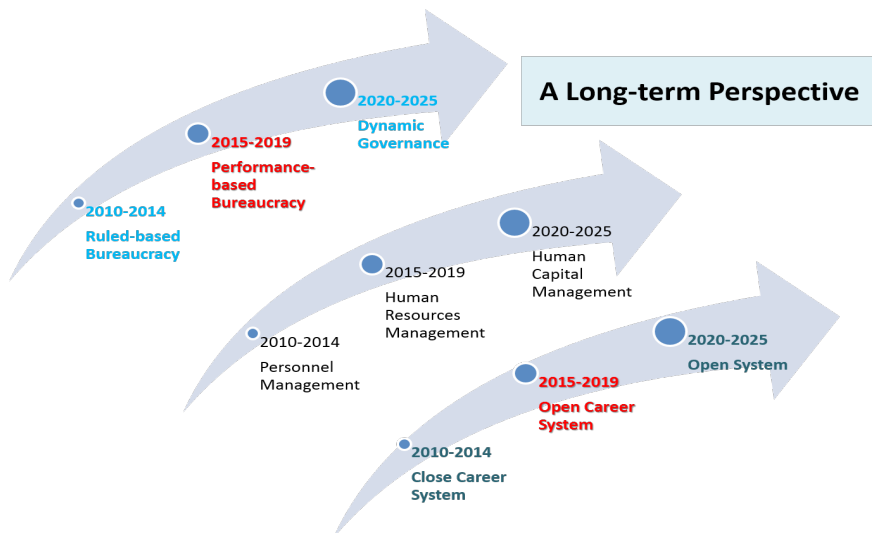 A Long-term Perspective
2020-2025
Dynamic
Governance
2015-2019
Performance-
based
Bureaucracy
2010-2014
Ruled-based
Bureaucracy
2020-2025
Human
Capital
Management
2015-2019
Human
Resources
Management
2010-2014
Personnel
Management
2020-2025
Open System
2015-2019
Open Career
System
2010-2014
Close Career
System